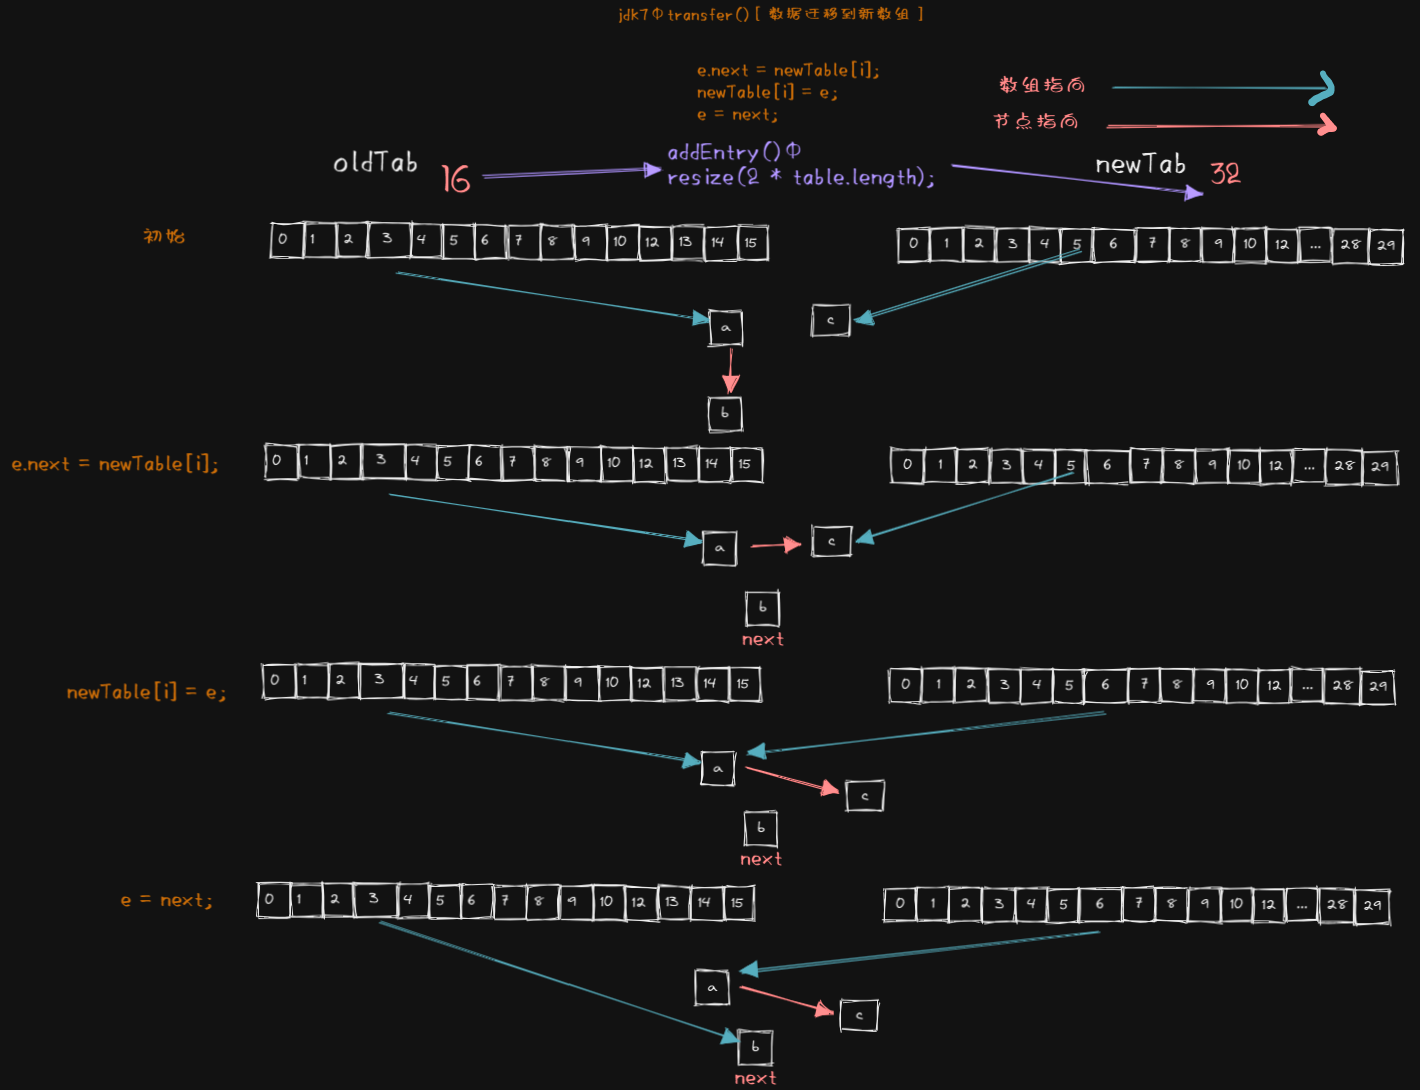 jdk7中transfer() [ 数据迁移到新数组 ]
e.next = newTable[i];
newTable[i] = e;
e = next;
数组指向
节点指向
oldTab 16
addEntry()中
resize(2 * table.length);
newTab 32
初始
0 1 2 3 4 5 6 7 8 9 10 12 13 14 15
0 1 2 3 4 5 6 7 8 9 10 12 ... 28 29
a
c
b
e.next = newTable[i];
0 1 2 3 4 5 6 7 8 9 10 12 13 14 15
0 1 2 3 4 5 6 7 8 9 10 12 ... 28 29
a
c
b
next
newTable[i] = e;
0 1 2 3 4 5 6 7 8 9 10 12 13 14 15
0 1 2 3 4 5 6 7 8 9 10 12 ... 28 29
a
c
b
next
e = next;
0 1 2 3 4 5 6 7 8 9 10 12 13 14 15
0 1 2 3 4 5 6 7 8 9 10 12 ... 28 29
a
c
b
next